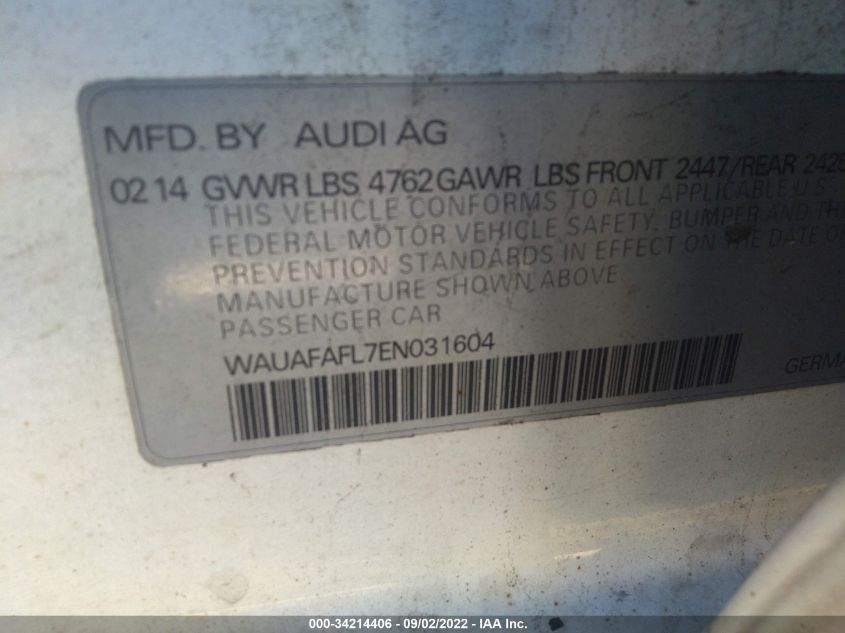 MFD. BY AUDI AG
02 14 GVWR LBS 4762 GAWR LBS FRONT 2447/REAR 2425
THIS VEHICLE CONFORMS TO ALL APPLICABLE U.S.
FEDERAL MOTOR VEHICLE SAFETY, BUMPER AND
PREVENTION STANDARDS IN EFFECT ON THE DATE
MANUFACTURE SHOWN ABOVE
PASSENGER CAR
WAUAFAFL7EN031604
000-34214406 - 09/02/2022 - IAA Inc.